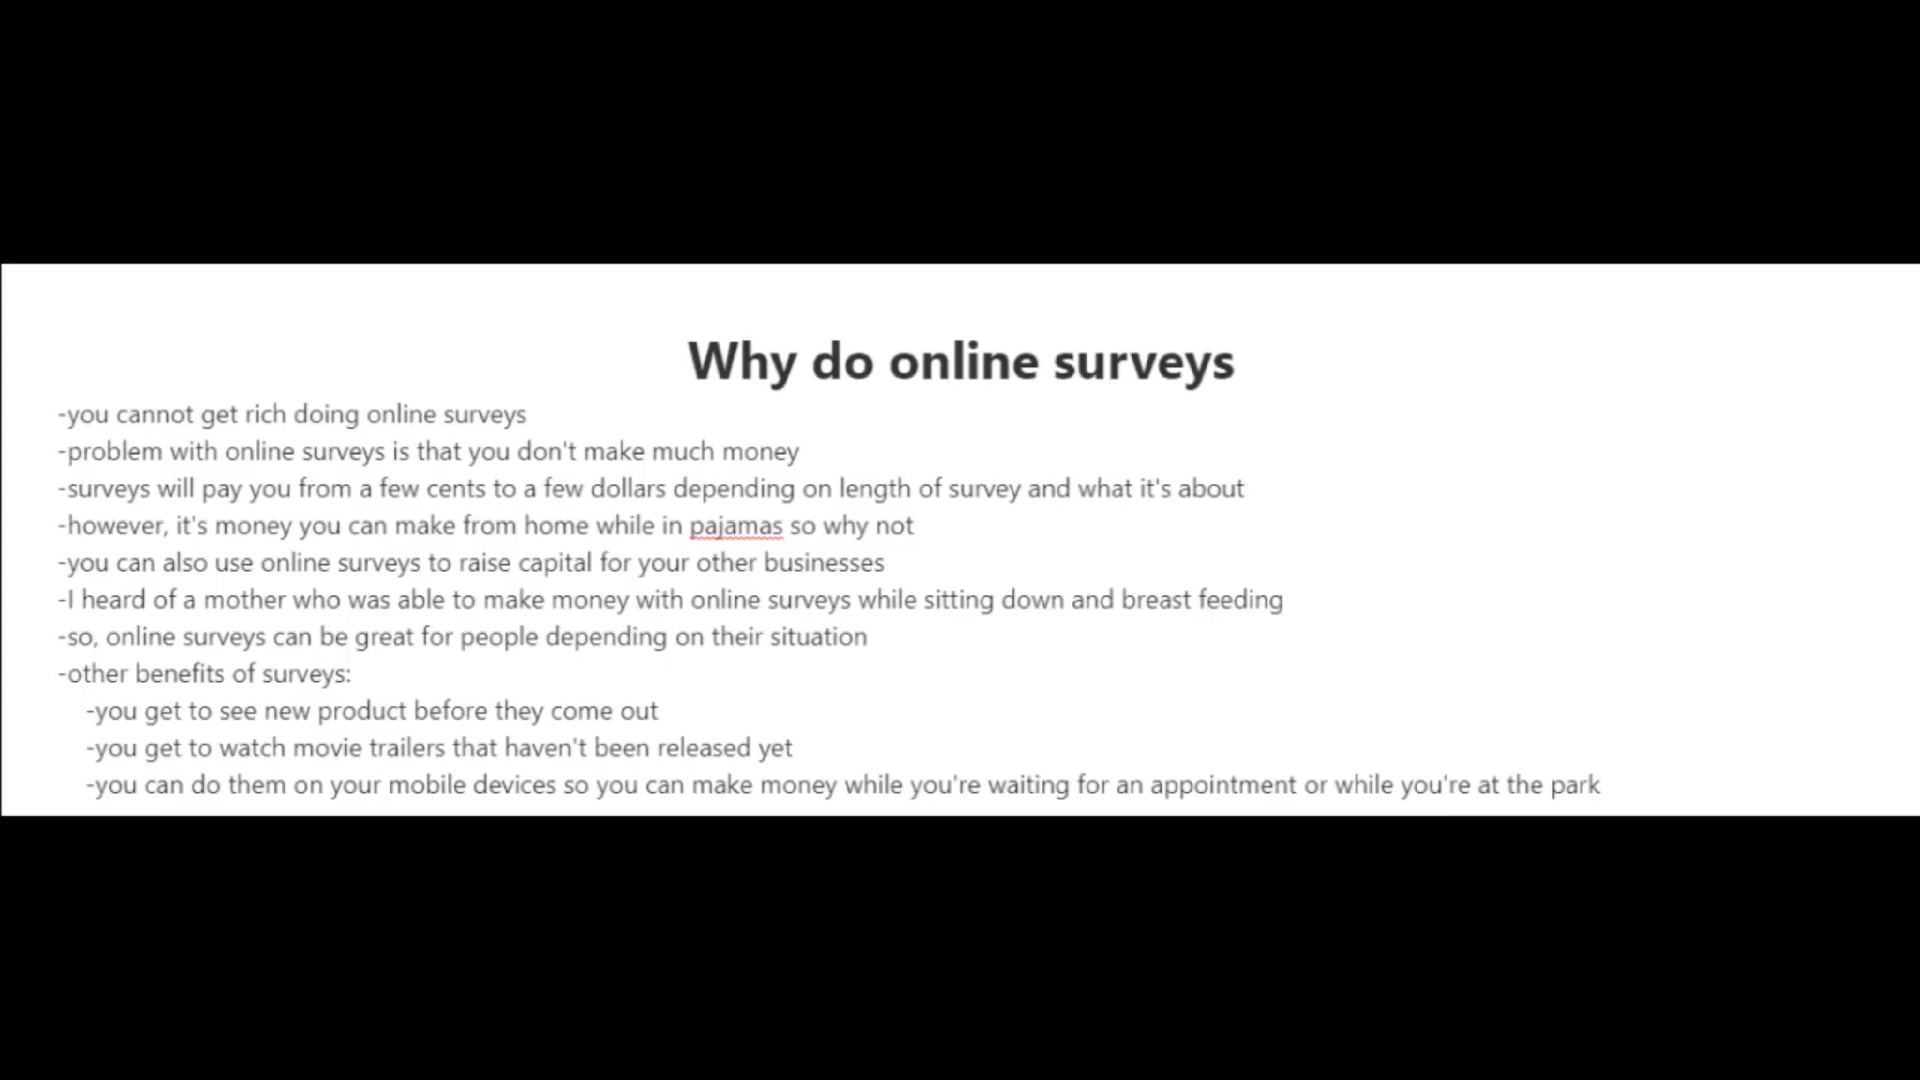 Why do online surveys
-you cannot get rich doing online surveys
-problem with online surveys is that you don't make much money
-surveys will pay you from a few cents to a few dollars depending on length of survey and what it's about
-however, it's money you can make from home while in pajamas so why not
-you can also use online surveys to raise capital for your other businesses
-I heard of a mother who was able to make money with online surveys while sitting down and breast feeding
-so, online surveys can be great for people depending on their situation
-other benefits of surveys:
-you get to see new product before they come out
-you get to watch movie trailers that haven't been released yet
-you can do them on your mobile devices so you can make money while you're waiting for an appointment or while you're at the park